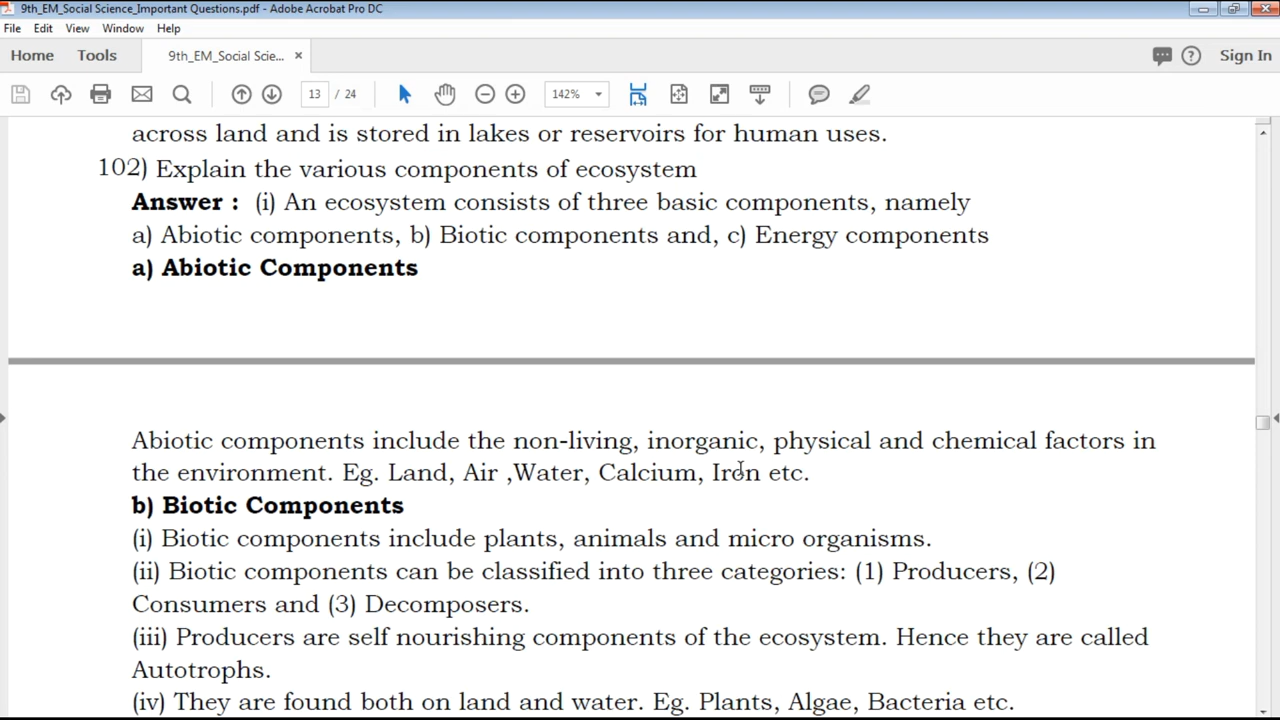 9th_EM_Social Science_Important Questions.pdf - Adobe Acrobat Pro DC
File Edit View Window Help
Home Tools 9th_EM_Social Scie... × Sign In
13 / 24 142%
across land and is stored in lakes or reservoirs for human uses.
102) Explain the various components of ecosystem
Answer : (i) An ecosystem consists of three basic components, namely
a) Abiotic components, b) Biotic components and, c) Energy components
a) Abiotic Components
Abiotic components include the non-living, inorganic, physical and chemical factors in
the environment. Eg. Land, Air ,Water, Calcium, Iron etc.
b) Biotic Components
(i) Biotic components include plants, animals and micro organisms.
(ii) Biotic components can be classified into three categories: (1) Producers, (2)
Consumers and (3) Decomposers.
(iii) Producers are self nourishing components of the ecosystem. Hence they are called
Autotrophs.
(iv) They are found both on land and water. Eg. Plants, Algae, Bacteria etc.